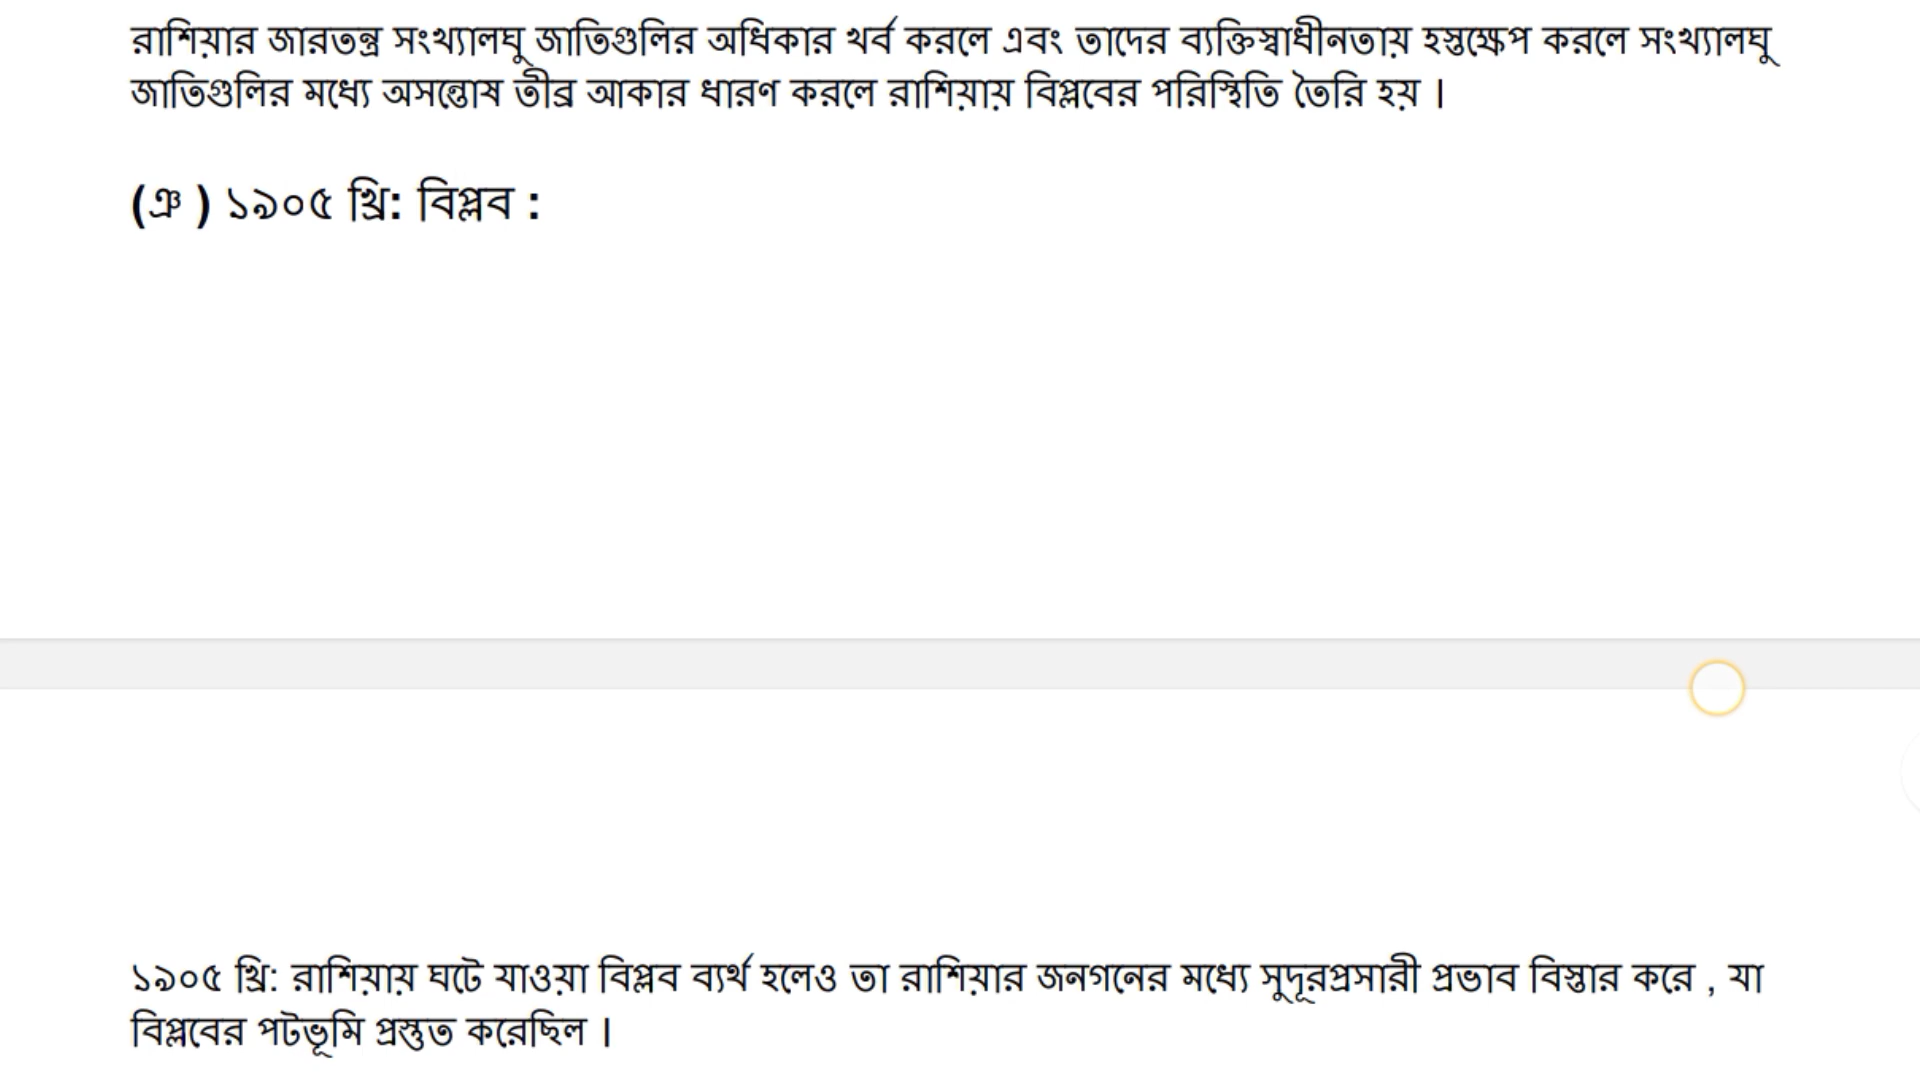 রাশিয়ার জারতন্ত্র সংখ্যালঘু জাতিগুলির অধিকার খর্ব করলে এবং তাদের ব্যক্তিস্বাধীনতায় হস্তক্ষেপ করলে সংখ্যালঘু
জাতিগুলির মধ্যে অসন্তোষ তীব্র আকার ধারণ করলে রাশিয়ায় বিপ্লবের পরিস্থিতি তৈরি হয় ।
(ঞ ) ১৯০৫ খ্রি: বিপ্লব :
১৯০৫ খ্রি: রাশিয়ায় ঘটে যাওয়া বিপ্লব ব্যর্থ হলেও তা রাশিয়ার জনগনের মধ্যে সুদূরপ্রসারী প্রভাব বিস্তার করে , যা
বিপ্লবের পটভূমি প্রস্তুত করেছিল ।